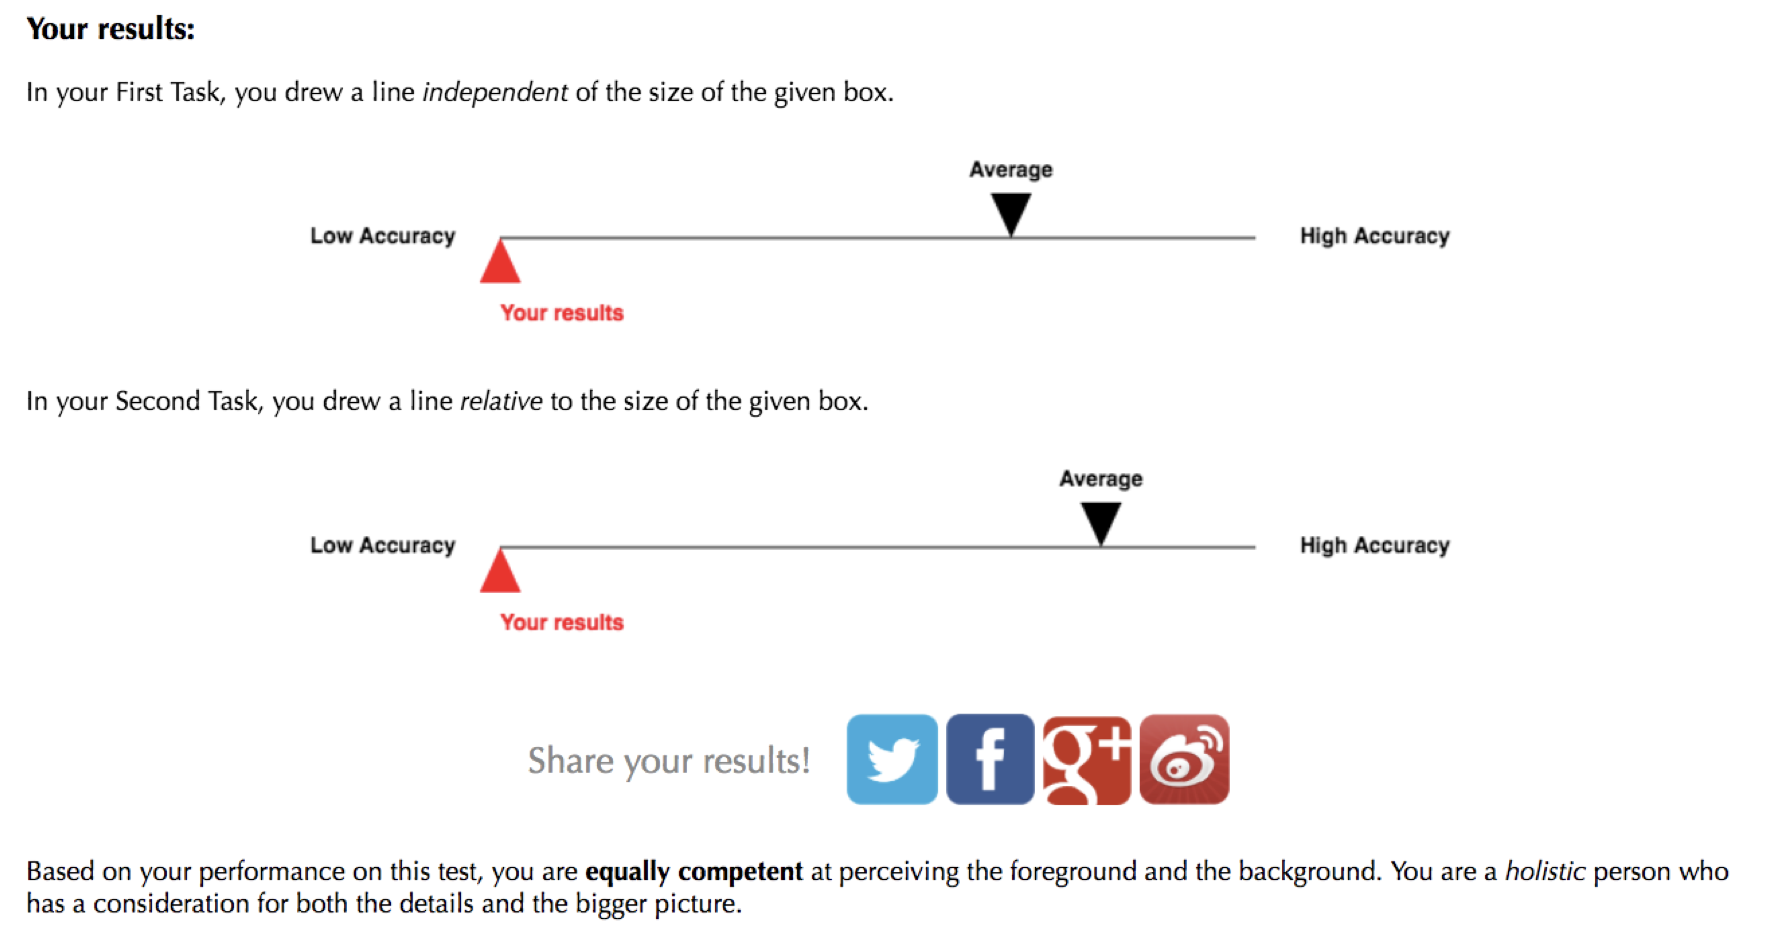 Your results:
In your First Task, you drew a line independent of the size of the given box.
Average
Low Accuracy
High Accuracy
Your results
In your Second Task, you drew a line relative to the size of the given box.
Average
Low Accuracy
High Accuracy
Your results
Share your results!
f
g+
Based on your performance on this test, you are equally competent at perceiving the foreground and the background. You are a holistic person who
has a consideration for both the details and the bigger picture.